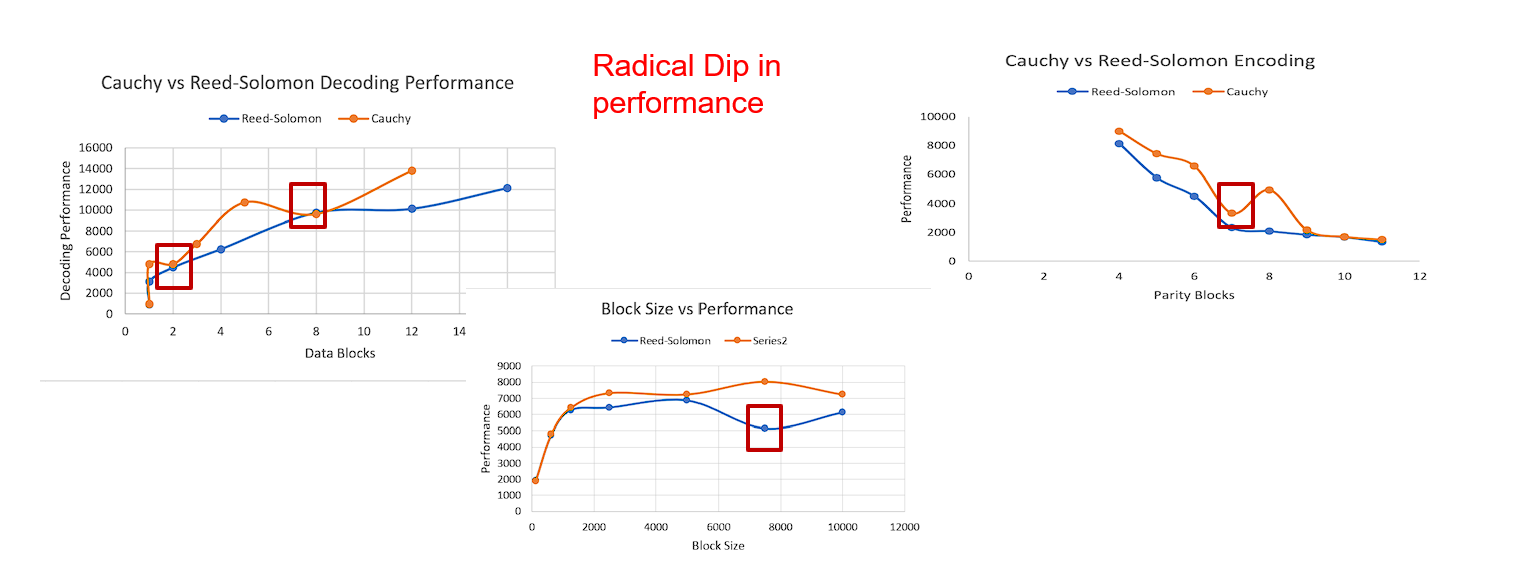 Radical Dip in
performance
Cauchy vs Reed-Solomon Decoding Performance
Reed-Solomon Cauchy
Decoding Performance
16000
14000
12000
10000
8000
6000
4000
2000
0
0 2 4 6 8 10 12 14
Data Blocks
Cauchy vs Reed-Solomon Encoding
Reed-Solomon Cauchy
Performance
10000
8000
6000
4000
2000
0
0 2 4 6 8 10 12
Parity Blocks
Block Size vs Performance
Reed-Solomon Series2
Performance
9000
8000
7000
6000
5000
4000
3000
2000
1000
0
0 2000 4000 6000 8000 10000 12000
Block Size